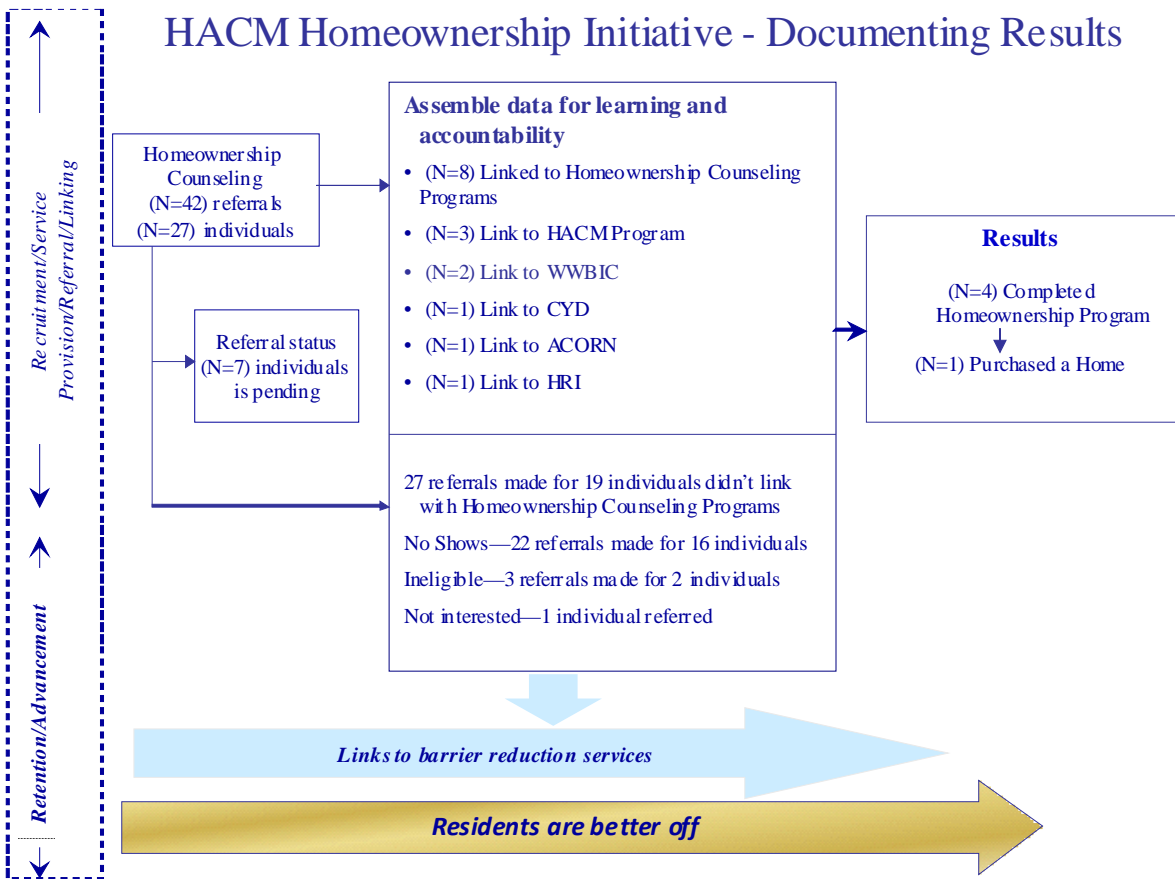 HACM Homeownership Initiative - Documenting Results
Recruitment/Service
Provision/Referral/Linking
Retention/Advancement
Homeownership
Counseling
(N=42) referrals
(N=27) individuals
Referral status
(N=7) individuals
is pending
Assemble data for learning and
accountability
• (N=8) Linked to Homeownership Counseling
Programs
• (N=3) Link to HACM Program
• (N=2) Link to WWBIC
• (N=1) Link to CYD
• (N=1) Link to ACORN
• (N=1) Link to HRI
27 referrals made for 19 individuals didn't link
with Homeownership Counseling Programs
No Shows—22 referrals made for 16 individuals
Ineligible—3 referrals made for 2 individuals
Not interested—1 individual referred
Results
(N=4) Completed
Homeownership Program
(N=1) Purchased a Home
Links to barrier reduction services
Residents are better off